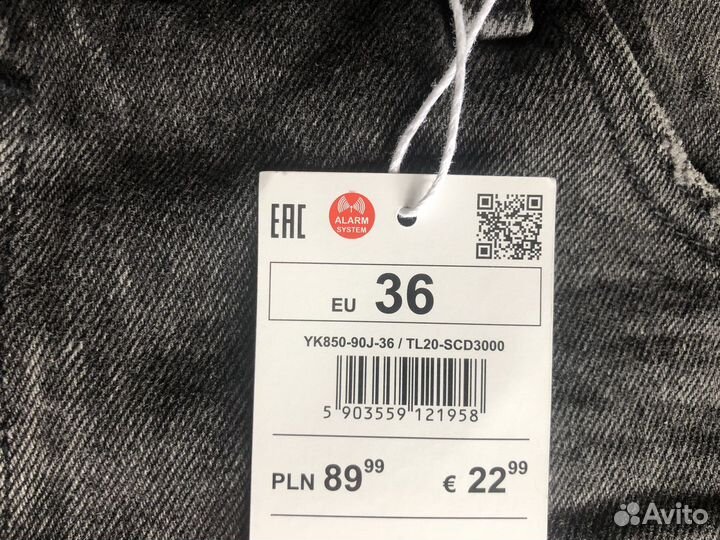 EAC
ALARM
SYSTEM
EU 36
YK850-90J-36 / TL20-SCD3000
5 903559 121958
PLN 89 99 € 22 99
Avito